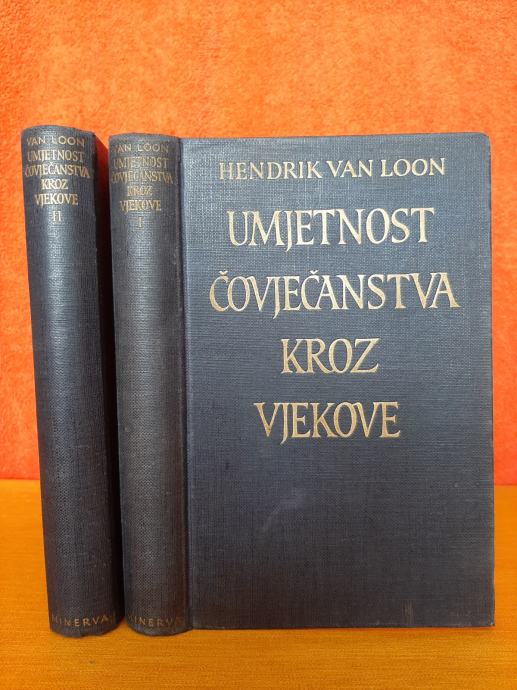 VAN LOON
UMJETNOST
ČOVJEČANSTVA
KROZ
VJEKOVE
II
MINERVA
VAN LOON
UMJETNOST
ČOVJEČANSTVA
KROZ
VJEKOVE
I
MINERVA
HENDRIK VAN LOON
UMJETNOST
ČOVJEČANSTVA
KROZ
VJEKOVE